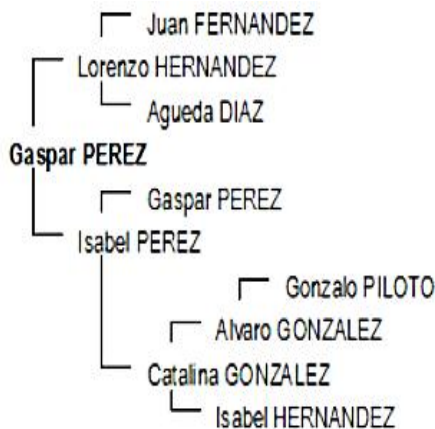 Juan FERNANDEZ
Lorenzo HERNANDEZ
Agueda DIAZ
Gaspar PEREZ
Gaspar PEREZ
Isabel PEREZ
Gonzalo PILOTO
Alvaro GONZALEZ
Catalina GONZALEZ
Isabel HERNANDEZ